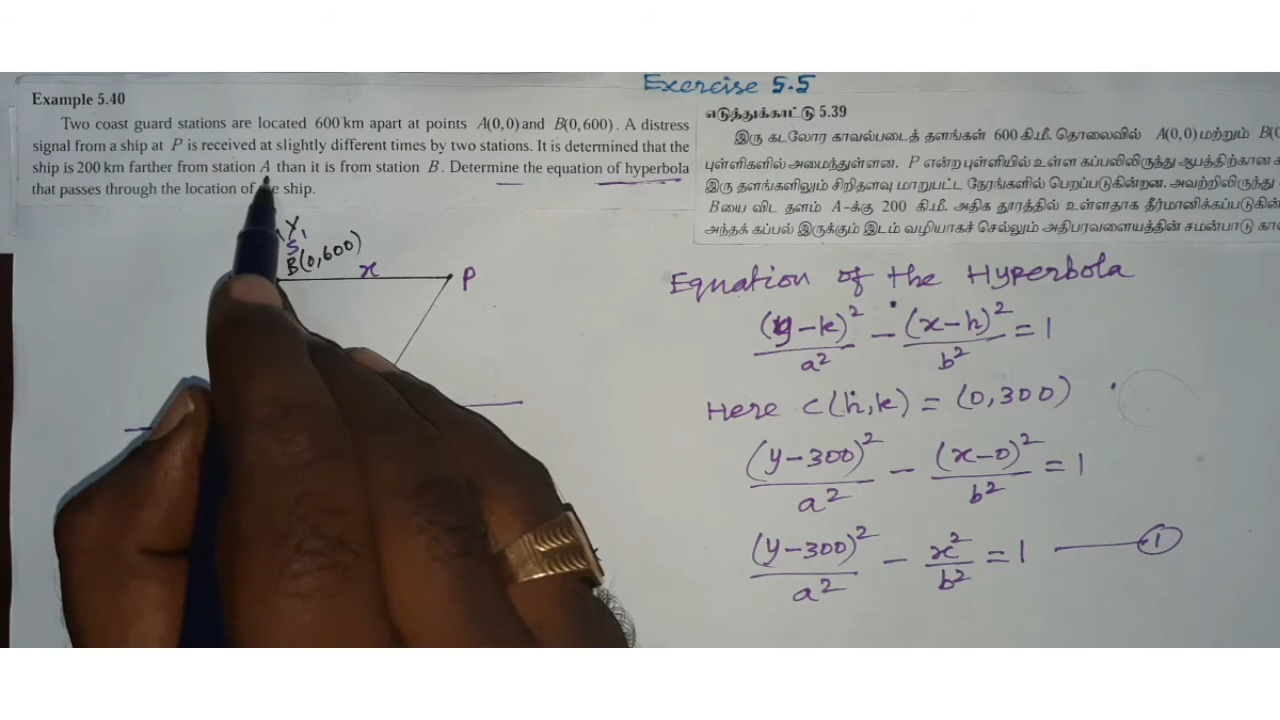 Exercise 5.5
Example 5.40
Two coast guard stations are located 600 km apart at points A(0,0) and B(0,600). A distress
signal from a ship at P is received at slightly different times by two stations. It is determined that the
ship is 200 km farther from station A than it is from station B. Determine the equation of hyperbola
that passes through the location of ship.
எடுத்துக்காட்டு 5.39
இரு கடலோர காவல்படைத் தளங்கள் 600 கி.மீ. தொலைவில் A(0,0) மற்றும் B(0
புள்ளிகளில் அமைந்துள்ளன. P என்ற புள்ளியில் உள்ள கப்பலிலிருந்து ஆபத்திற்கான
இரு தளங்களிலும் சிறிதளவு மாறுபட்ட நேரங்களில் பெறப்படுகின்றன. அவற்றிலிருந்து
Bயை விட தளம் A-க்கு 200 கி.மீ. அதிக தூரத்தில் உள்ளதாக
அந்தக் கப்பல் இருக்கும் இடம் வழியாகச் செல்லும் அதிபரவளையத்தின் சமன்பாடு
Y₁
S₁
B(0,600)
x
P
Equation of the Hyperbola
(y-k)²/a² - (x-h)²/b² = 1
Here C(h,k) = (0,300)
(y-300)²/a² - (x-0)²/b² = 1
(y-300)²/a² - x²/b² = 1 ——— 1